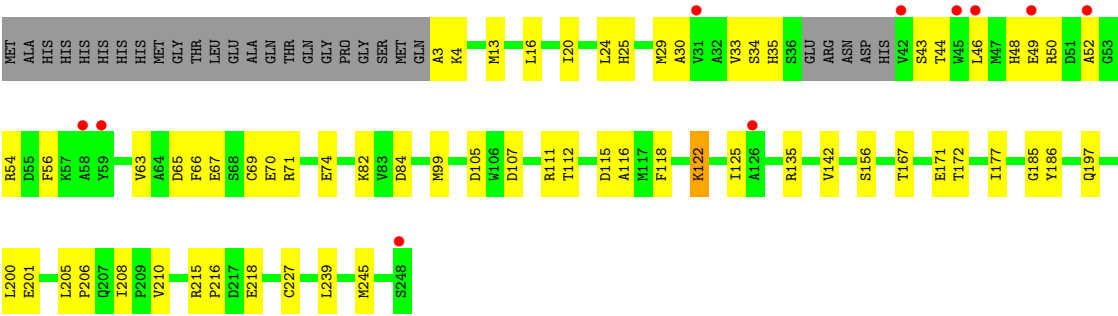 MET ALA HIS HIS HIS HIS HIS HIS HIS MET GLY THR LEU GLU ALA GLN THR GLN GLY PRO GLY SER MET GLN A3 K4 M13 L16 I20 L24 H25 M29 A30 V31 A32 V33 S34 H35 S36 GLU ARG ASN ASP HIS V42 S43 T44 W45 L46 M47 H48 E49 R50 D51 A52 G53
R54 D55 F56 K57 A58 Y59 V63 A64 D65 F66 E67 S68 C69 E70 R71 E74 K82 V83 D84 M99 D105 W106 D107 R111 T112 D115 A116 M117 F118 K122 I125 A126 R135 V142 S156 T167 E171 T172 I177 G185 Y186 Q197
L200 E201 L205 P206 Q207 I208 P209 V210 R215 P216 D217 E218 C227 L239 M245 S248